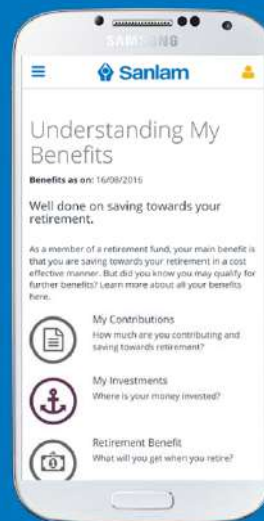 SAMSUNG
Sanlam
Understanding My
Benefits
Benefits as on: 16/08/2016
Well done on saving towards your
retirement.
As a member of a retirement fund, your main benefit is
that you are saving towards your retirement in a cost
effective manner. But did you know you may qualify for
further benefits? Learn more about all your benefits
here.
My Contributions
How much are you contributing and
saving towards retirement?
My Investments
Where is your money invested?
Retirement Benefit
What will you get when you retire?